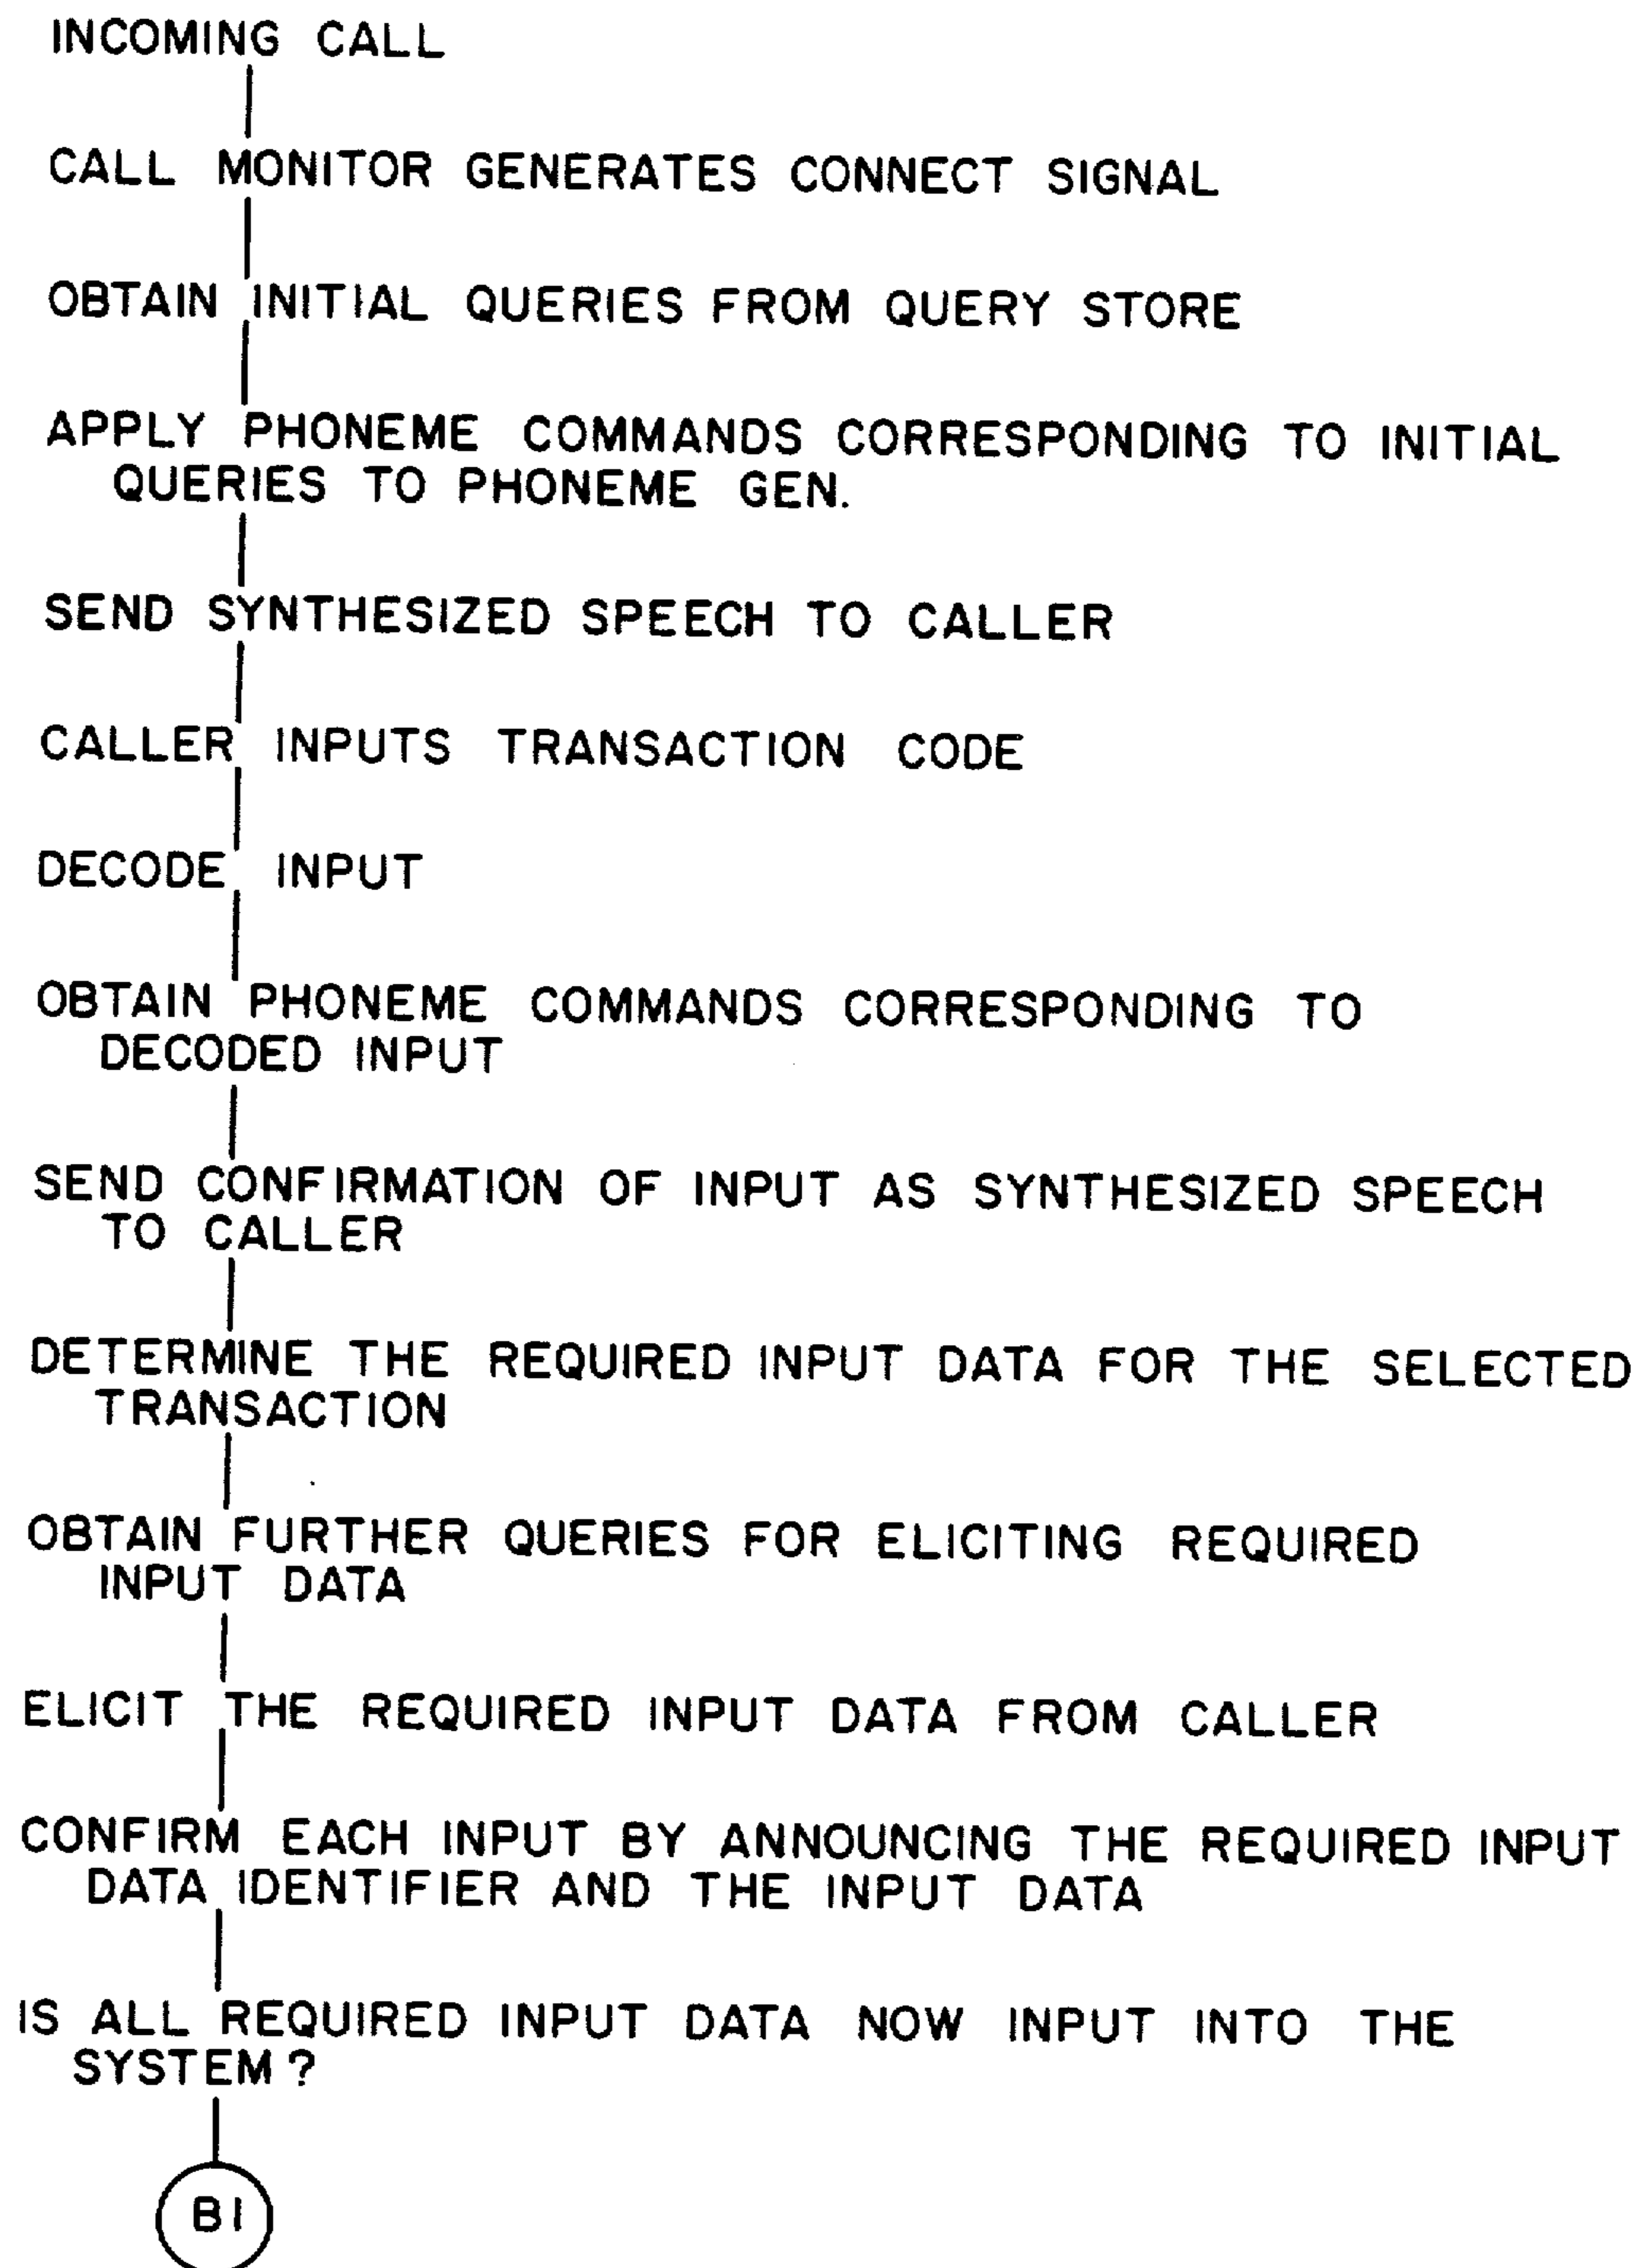 INCOMING CALL
CALL MONITOR GENERATES CONNECT SIGNAL
OBTAIN INITIAL QUERIES FROM QUERY STORE
APPLY PHONEME COMMANDS CORRESPONDING TO INITIAL
QUERIES TO PHONEME GEN.
SEND SYNTHESIZED SPEECH TO CALLER
CALLER INPUTS TRANSACTION CODE
DECODE INPUT
OBTAIN PHONEME COMMANDS CORRESPONDING TO
DECODED INPUT
SEND CONFIRMATION OF INPUT AS SYNTHESIZED SPEECH
TO CALLER
DETERMINE THE REQUIRED INPUT DATA FOR THE SELECTED
TRANSACTION
OBTAIN FURTHER QUERIES FOR ELICITING REQUIRED
INPUT DATA
ELICIT THE REQUIRED INPUT DATA FROM CALLER
CONFIRM EACH INPUT BY ANNOUNCING THE REQUIRED INPUT
DATA IDENTIFIER AND THE INPUT DATA
IS ALL REQUIRED INPUT DATA NOW INPUT INTO THE
SYSTEM?
B1